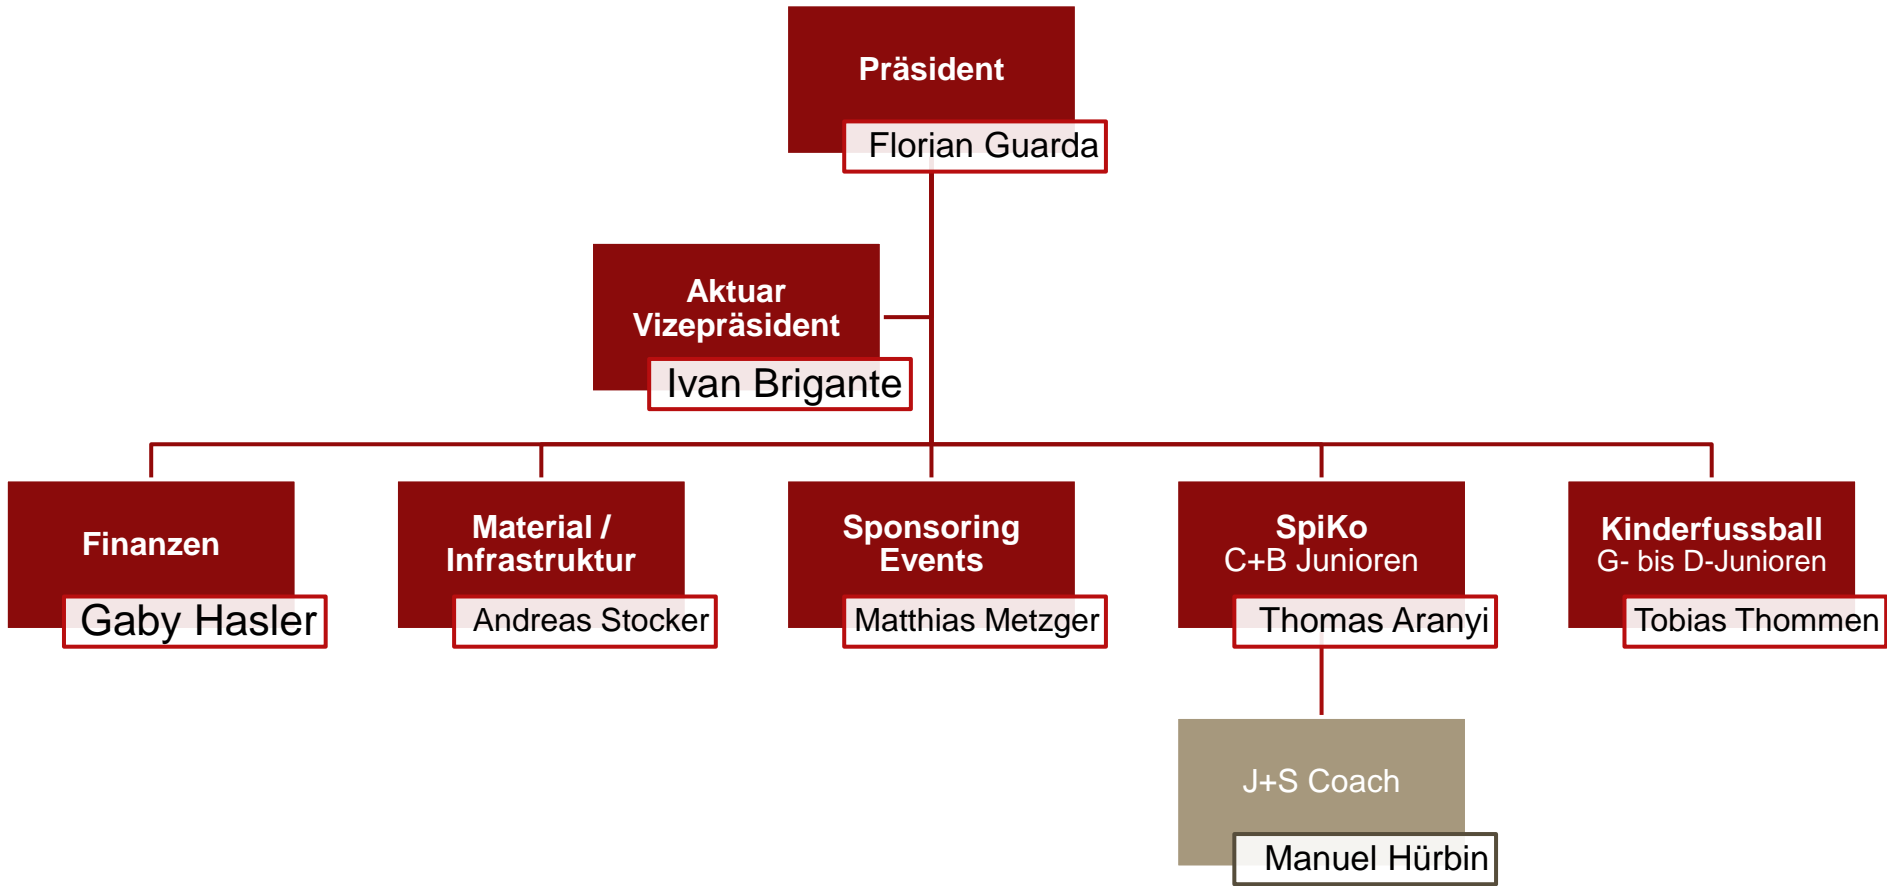 Präsident
Florian Guarda
Aktuar
Vizepräsident
Ivan Brigante
Finanzen
Gaby Hasler
Material /
Infrastruktur
Andreas Stocker
Sponsoring
Events
Matthias Metzger
SpiKo
C+B Junioren
Thomas Aranyi
Kinderfussball
G- bis D-Junioren
Tobias Thommen
J+S Coach
Manuel Hürbin